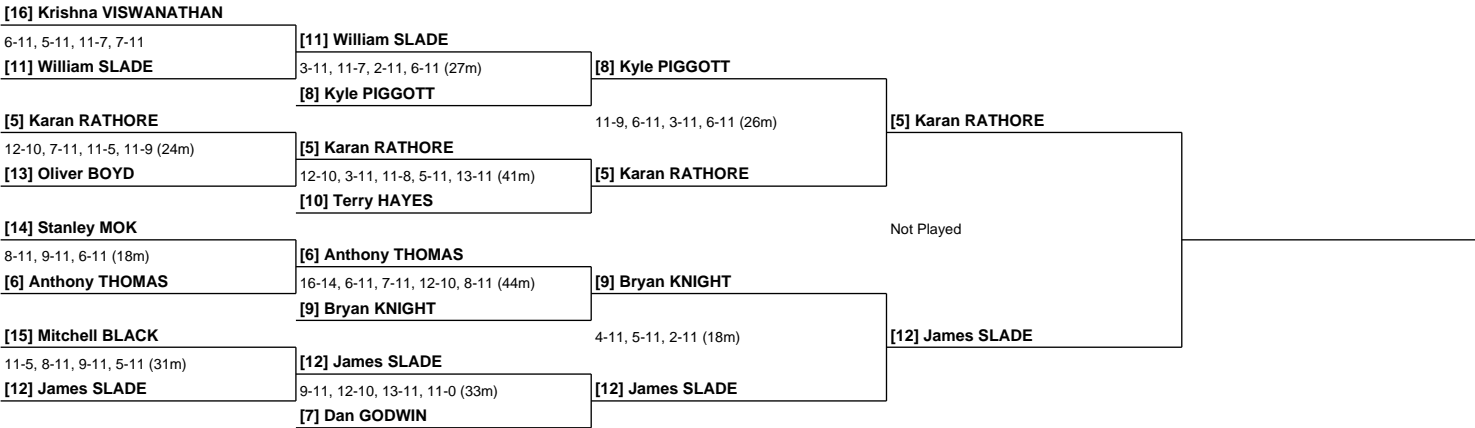 [16] Krishna VISWANATHAN
6-11, 5-11, 11-7, 7-11
[11] William SLADE
[5] Karan RATHORE
12-10, 7-11, 11-5, 11-9 (24m)
[13] Oliver BOYD
[14] Stanley MOK
8-11, 9-11, 6-11 (18m)
[6] Anthony THOMAS
[15] Mitchell BLACK
11-5, 8-11, 9-11, 5-11 (31m)
[12] James SLADE
[11] William SLADE
3-11, 11-7, 2-11, 6-11 (27m)
[8] Kyle PIGGOTT
[5] Karan RATHORE
12-10, 3-11, 11-8, 5-11, 13-11 (41m)
[10] Terry HAYES
[6] Anthony THOMAS
16-14, 6-11, 7-11, 12-10, 8-11 (44m)
[9] Bryan KNIGHT
[12] James SLADE
9-11, 12-10, 13-11, 11-0 (33m)
[7] Dan GODWIN
[8] Kyle PIGGOTT
11-9, 6-11, 3-11, 6-11 (26m)
[5] Karan RATHORE
[9] Bryan KNIGHT
4-11, 5-11, 2-11 (18m)
[12] James SLADE
[5] Karan RATHORE
Not Played
[12] James SLADE